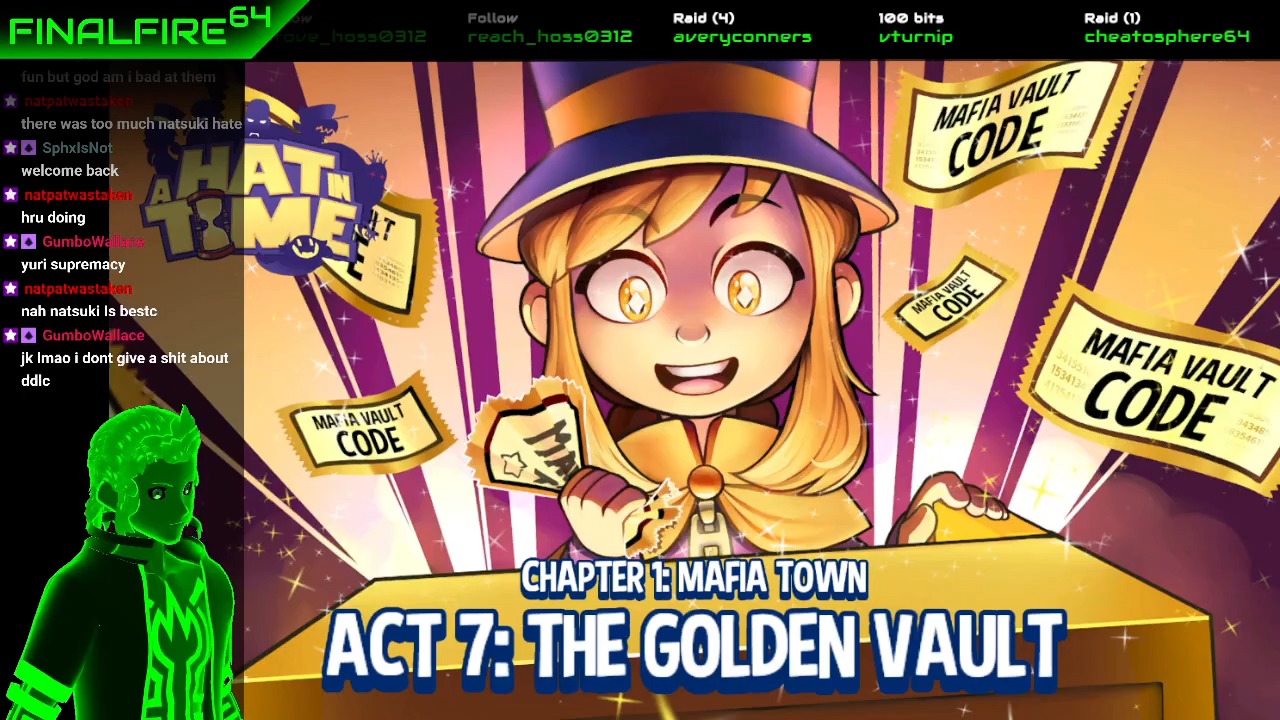 FINALFIRE64
Follow
reach_hoss0312
Raid (4)
averyconners
100 bits
vturnip
Raid (1)
cheatosphere64
fun but god am i bad at them
natpatwastaken
there was too much natsuki hate
SphxIsNot
welcome back
natpatwastaken
hru doing
GumboWallace
yuri supremacy
natpatwastaken
nah natsuki Is bestc
GumboWallace
jk lmao i dont give a shit about
ddlc
A HAT IN TIME
MAFIA VAULT
CODE
MAFIA VAULT
CODE
MAFIA VAULT
CODE
MAFIA VAULT
CODE
CHAPTER 1: MAFIA TOWN
ACT 7: THE GOLDEN VAULT